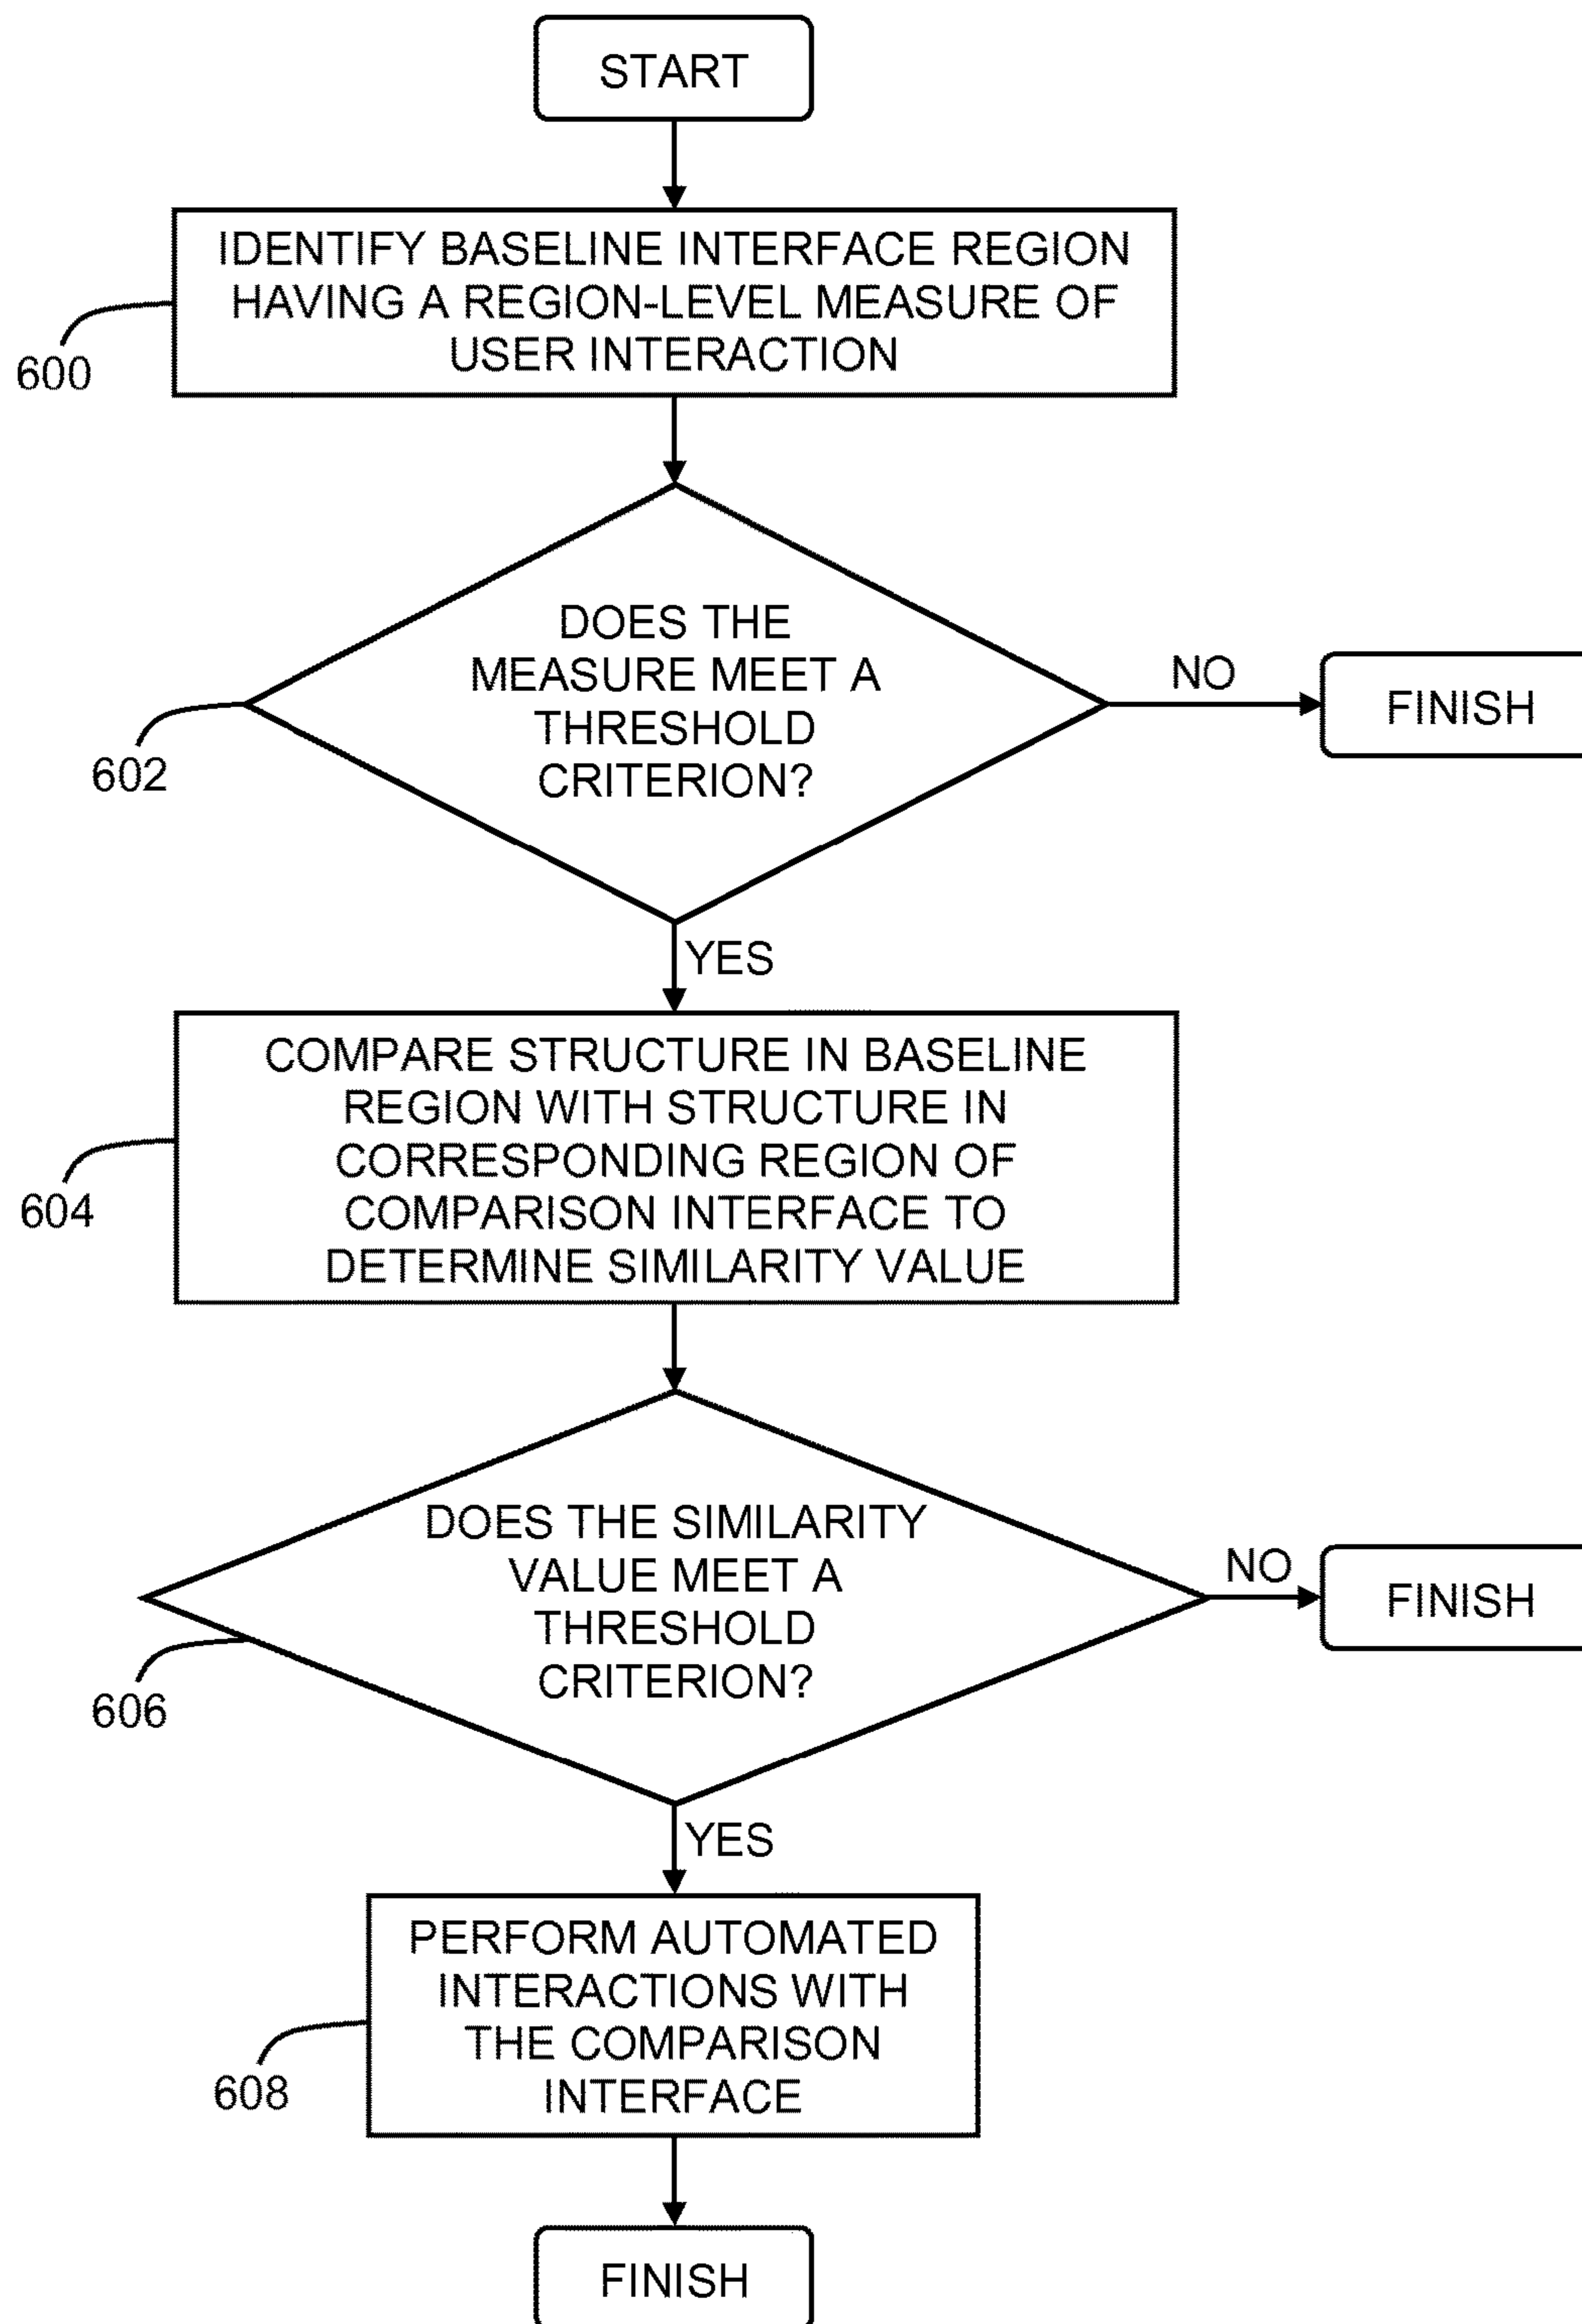 START
IDENTIFY BASELINE INTERFACE REGION
HAVING A REGION-LEVEL MEASURE OF
USER INTERACTION
600
DOES THE
MEASURE MEET A
THRESHOLD
CRITERION?
NO
FINISH
602
YES
COMPARE STRUCTURE IN BASELINE
REGION WITH STRUCTURE IN
CORRESPONDING REGION OF
COMPARISON INTERFACE TO
DETERMINE SIMILARITY VALUE
604
DOES THE SIMILARITY
VALUE MEET A
THRESHOLD
CRITERION?
NO
FINISH
606
YES
PERFORM AUTOMATED
INTERACTIONS WITH
THE COMPARISON
INTERFACE
608
FINISH